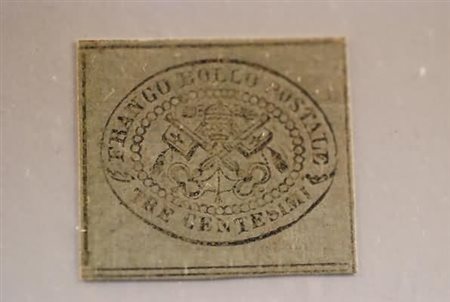 FRANCO BOLLO POSTALE
TRE CENTESIMI